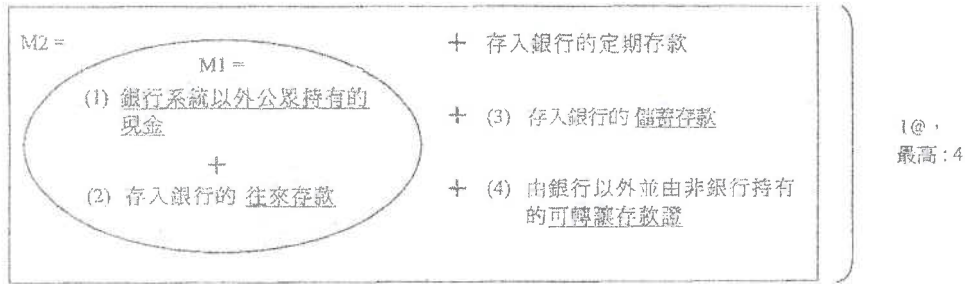 M2 =
M1 =
(1) 銀行系統以外公眾持有的
現金
+
(2) 存入銀行的 往來存款
+ 存入銀行的定期存款
+ (3) 存入銀行的 儲蓄存款
+ (4) 由銀行以外並由非銀行持有
的可轉讓存款證
1@，
最高 : 4